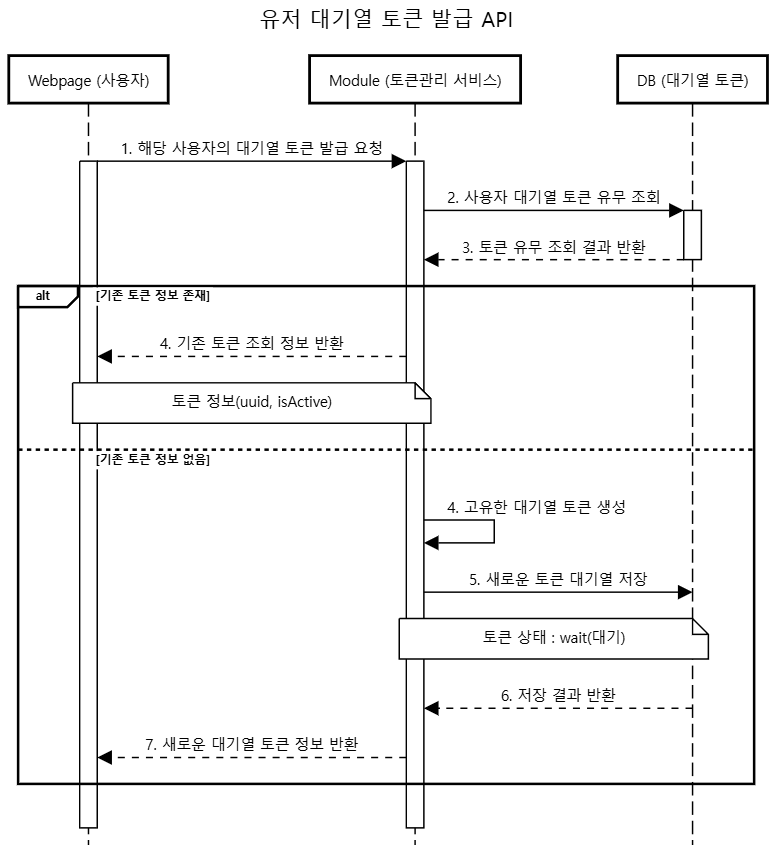 유저 대기열 토큰 발급 API
Webpage (사용자)
Module (토큰관리 서비스)
DB (대기열 토큰)
1. 해당 사용자의 대기열 토큰 발급 요청
2. 사용자 대기열 토큰 유무 조회
3. 토큰 유무 조회 결과 반환
alt
[기존 토큰 정보 존재]
4. 기존 토큰 조회 정보 반환
토큰 정보(uuid, isActive)
[기존 토큰 정보 없음]
4. 고유한 대기열 토큰 생성
5. 새로운 토큰 대기열 저장
토큰 상태 : wait(대기)
6. 저장 결과 반환
7. 새로운 대기열 토큰 정보 반환